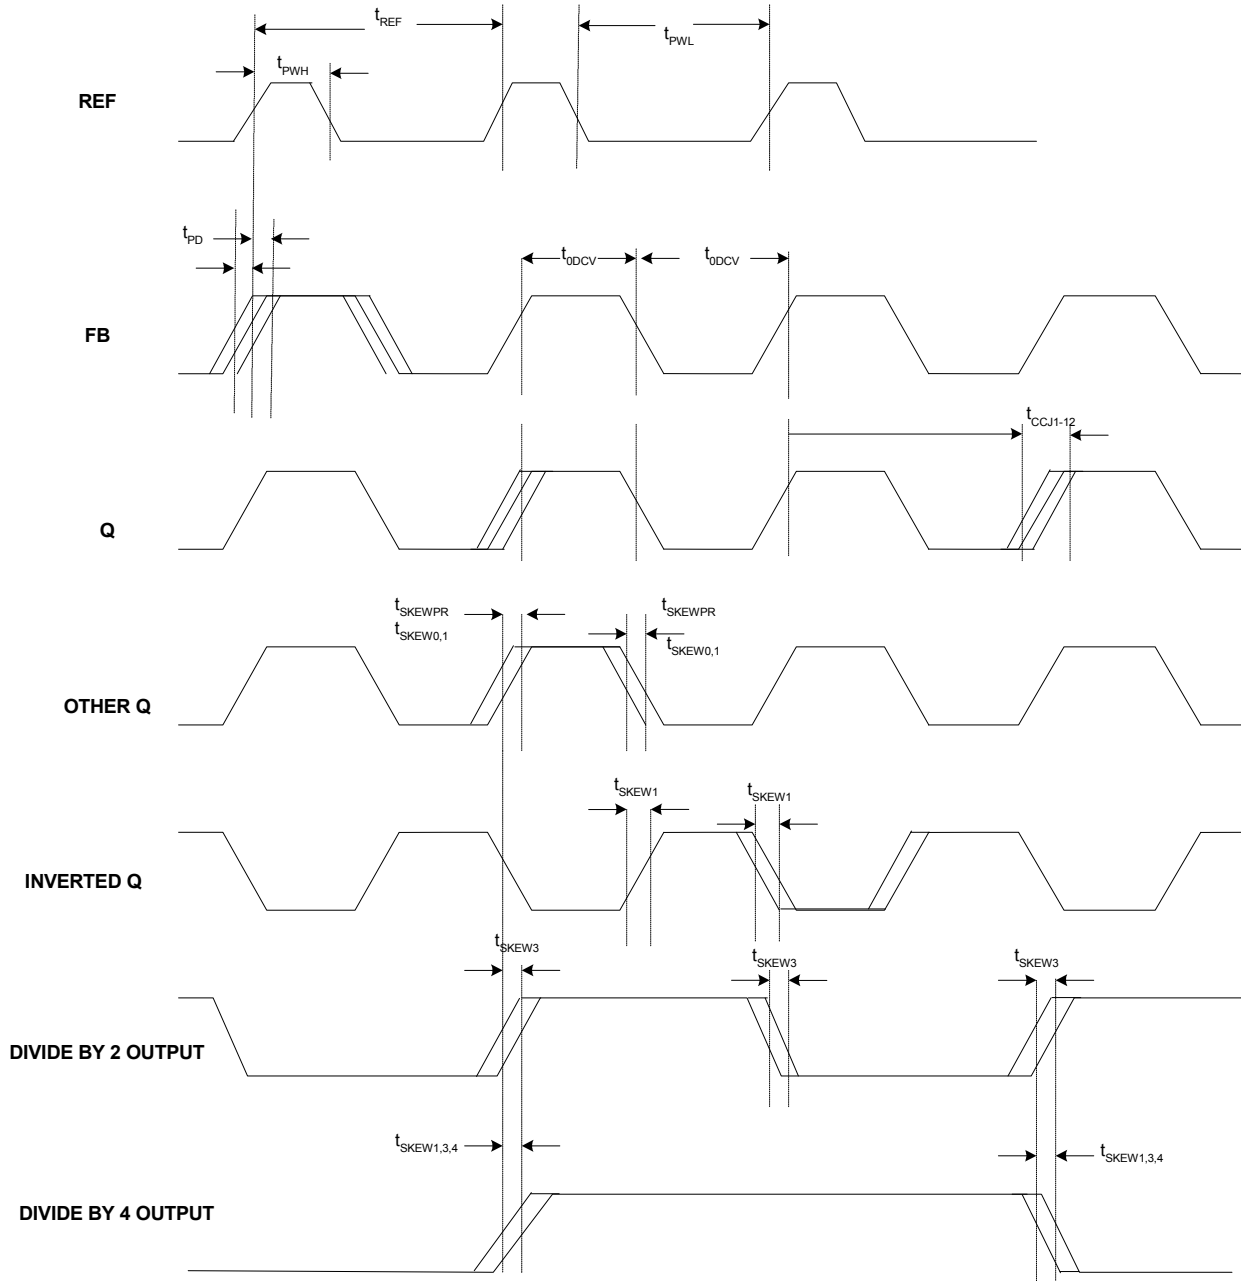 tREF
tPWL
tPWH
REF
tPD
t0DCV
t0DCV
FB
tCCJ1-12
Q
tSKEWPR
tSKEW0,1
tSKEWPR
tSKEW0,1
OTHER Q
tSKEW1
tSKEW1
INVERTED Q
tSKEW3
tSKEW3
tSKEW3
DIVIDE BY 2 OUTPUT
tSKEW1,3,4
tSKEW1,3,4
DIVIDE BY 4 OUTPUT